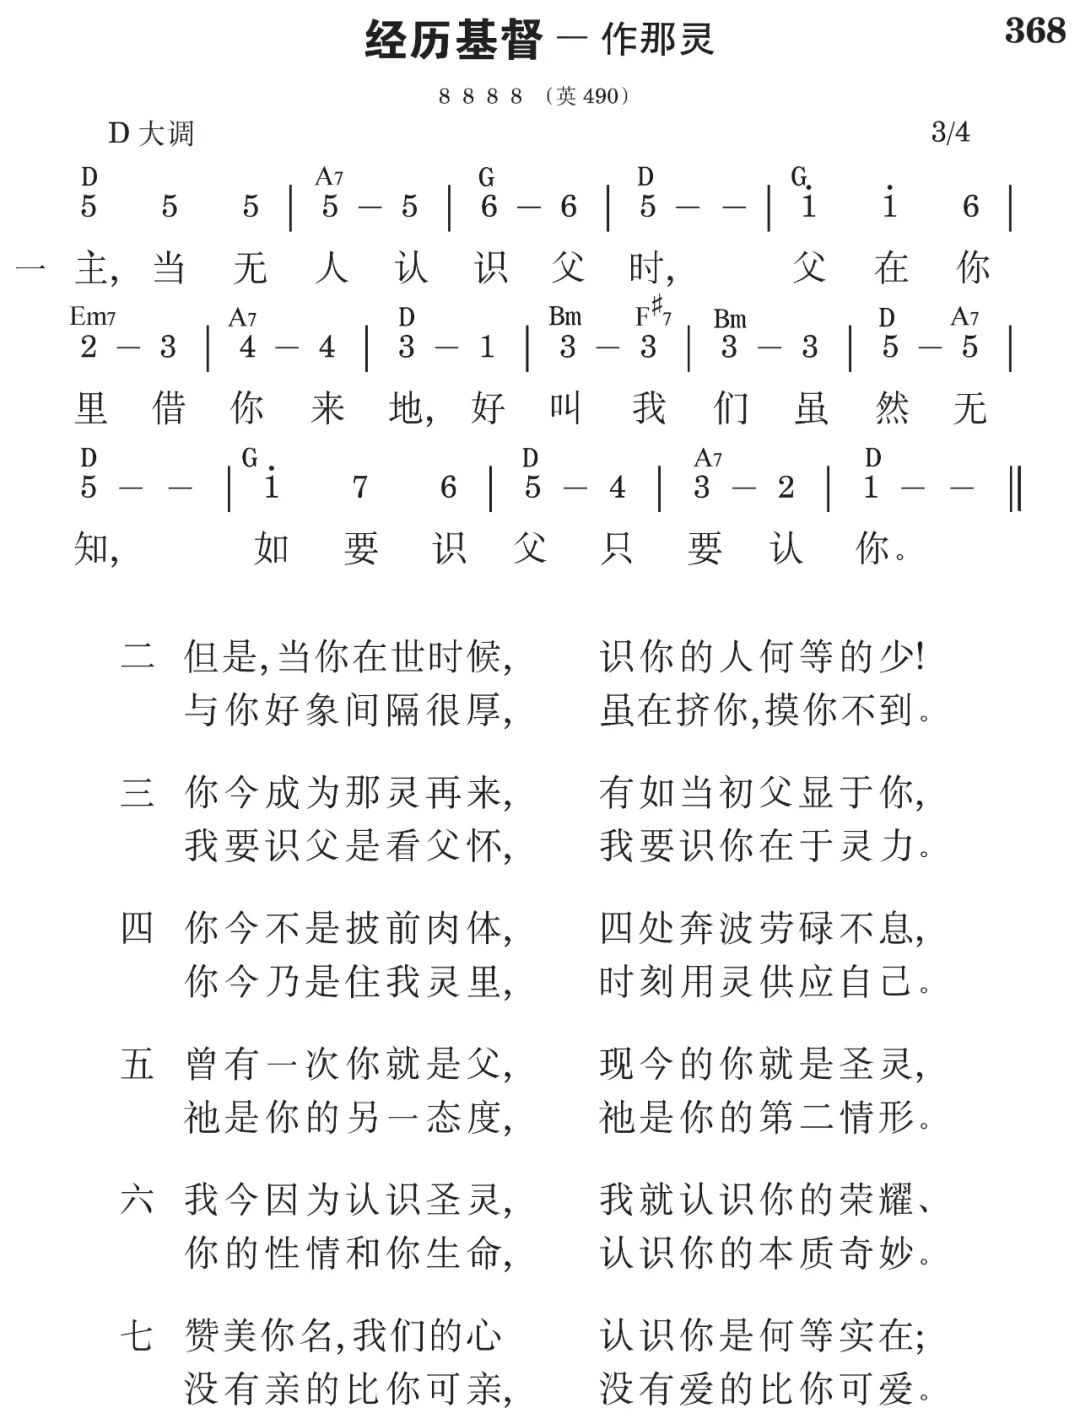 经历基督 — 作那灵 368
8 8 8 8 （英 490）
D 大调 3/4
D A7 G D G
5 5 5 | 5 – 5 | 6 – 6 | 5 – – | i i 6 |
一 主, 当 无 人 认 识 父 时, 父 在 你
Em7 A7 D Bm F♯7 Bm D A7
2 – 3 | 4 – 4 | 3 – 1 | 3 – 3 | 3 – 3 | 5 – 5 |
里 借 你 来 地, 好 叫 我 们 虽 然 无
D G D A7 D
5 – – | i 7 6 | 5 – 4 | 3 – 2 | 1 – – ‖
知, 如 要 识 父 只 要 认 你。
二 但是, 当你在世时候, 识你的人何等的少!
与你好象间隔很厚, 虽在挤你, 摸你不到。
三 你今成为那灵再来, 有如当初父显于你,
我要识父是看父怀, 我要识你在于灵力。
四 你今不是披前肉体, 四处奔波劳碌不息,
你今乃是住我灵里, 时刻用灵供应自己。
五 曾有一次你就是父, 现今的你就是圣灵,
祂是你的另一态度, 祂是你的第二情形。
六 我今因为认识圣灵, 我就认识你的荣耀、
你的性情和你生命, 认识你的本质奇妙。
七 赞美你名, 我们的心 认识你是何等实在;
没有亲的比你可亲, 没有爱的比你可爱。